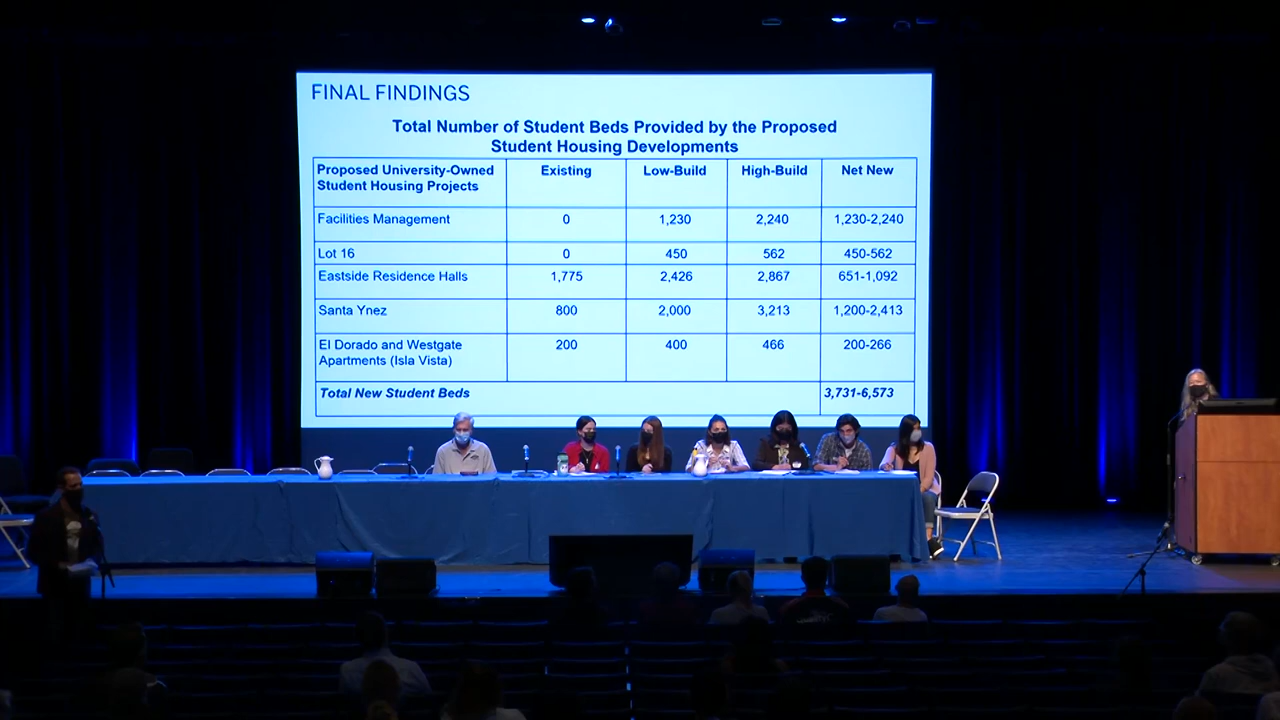 FINAL FINDINGS
Total Number of Student Beds Provided by the Proposed
Student Housing Developments
Proposed University-Owned Student Housing Projects Existing Low-Build High-Build Net New
Facilities Management 0 1,230 2,240 1,230-2,240
Lot 16 0 450 562 450-562
Eastside Residence Halls 1,775 2,426 2,867 651-1,092
Santa Ynez 800 2,000 3,213 1,200-2,413
El Dorado and Westgate Apartments (Isla Vista) 200 400 466 200-266
Total New Student Beds 3,731-6,573